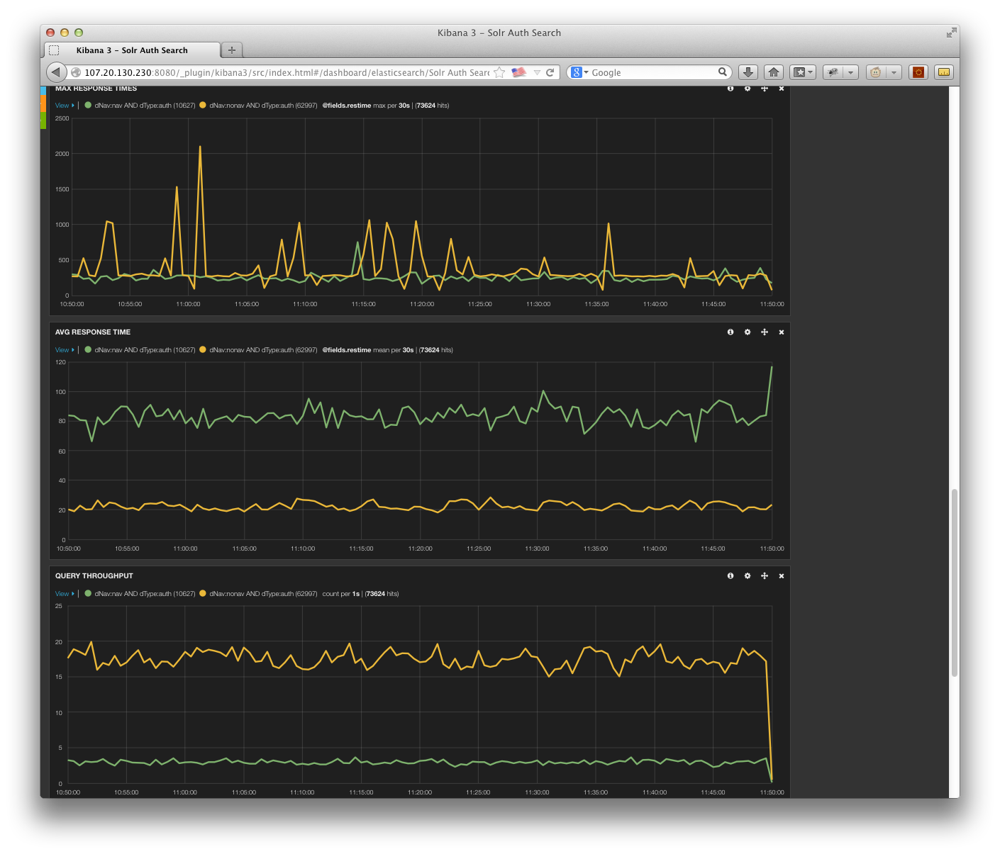 Kibana 3 – Solr Auth Search
Kibana 3 – Solr Auth Search
107.20.130.230:8080/_plugin/kibana3/src/index.html#/dashboard/elasticsearch/Solr Auth Sear
Google
MAX RESPONSE TIMES
View | dNav:nav AND dType:auth (10627) dNav:nonav AND dType:auth (62997) @fields.restime max per 30s | (73624 hits)
2500
2000
1500
1000
500
0
10:50:00 10:55:00 11:00:00 11:05:00 11:10:00 11:15:00 11:20:00 11:25:00 11:30:00 11:35:00 11:40:00 11:45:00 11:50:00
AVG RESPONSE TIME
View | dNav:nav AND dType:auth (10627) dNav:nonav AND dType:auth (62997) @fields.restime mean per 30s | (73624 hits)
120
100
80
60
40
20
0
10:50:00 10:55:00 11:00:00 11:05:00 11:10:00 11:15:00 11:20:00 11:25:00 11:30:00 11:35:00 11:40:00 11:45:00 11:50:00
QUERY THROUGHPUT
View | dNav:nav AND dType:auth (10627) dNav:nonav AND dType:auth (62997) count per 1s | (73624 hits)
25
20
15
10
5
0
10:50:00 10:55:00 11:00:00 11:05:00 11:10:00 11:15:00 11:20:00 11:25:00 11:30:00 11:35:00 11:40:00 11:45:00 11:50:00